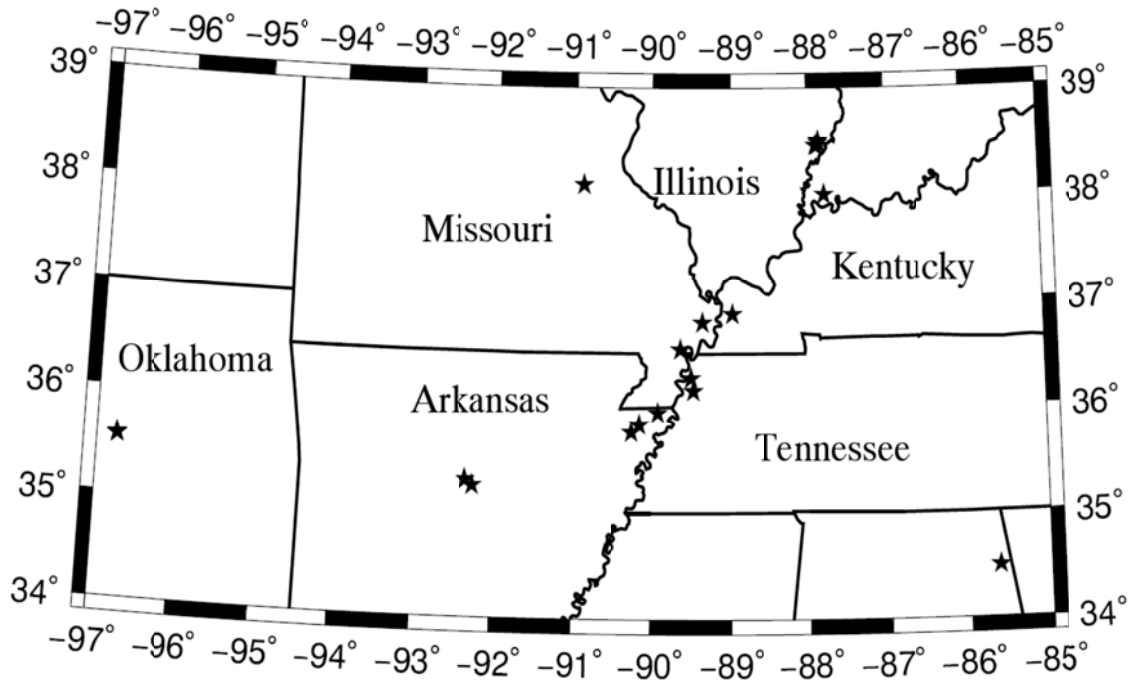 −97° −96° −95° −94° −93° −92° −91° −90° −89° −88° −87° −86° −85°
39° 39°
38° Illinois 38°
Missouri
37° Kentucky 37°
Oklahoma
36° Arkansas 36°
Tennessee
35° 35°
34° 34°
−97° −96° −95° −94° −93° −92° −91° −90° −89° −88° −87° −86° −85°